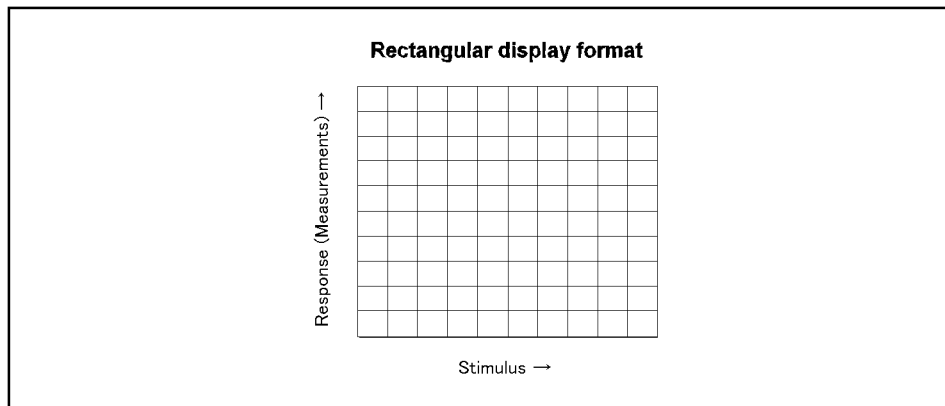 Rectangular display format
Response (Measurements) →
Stimulus →